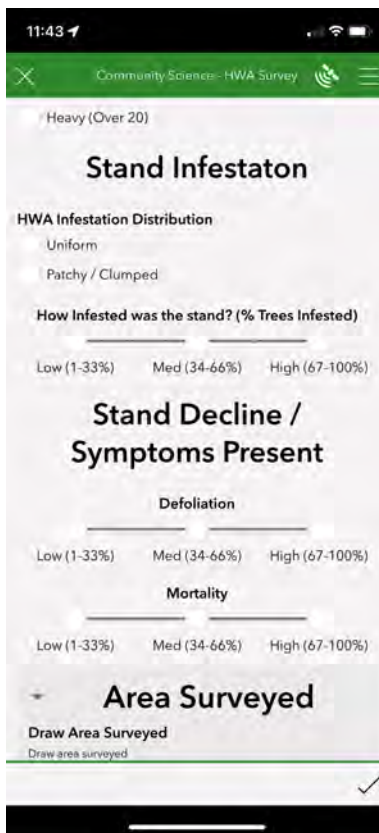 11:43
Community Science - HWA Survey
Heavy (Over 20)
Stand Infestaton
HWA Infestation Distribution
Uniform
Patchy / Clumped
How Infested was the stand? (% Trees Infested)
Low (1-33%) Med (34-66%) High (67-100%)
Stand Decline /
Symptoms Present
Defoliation
Low (1-33%) Med (34-66%) High (67-100%)
Mortality
Low (1-33%) Med (34-66%) High (67-100%)
Area Surveyed
Draw Area Surveyed
Draw area surveyed